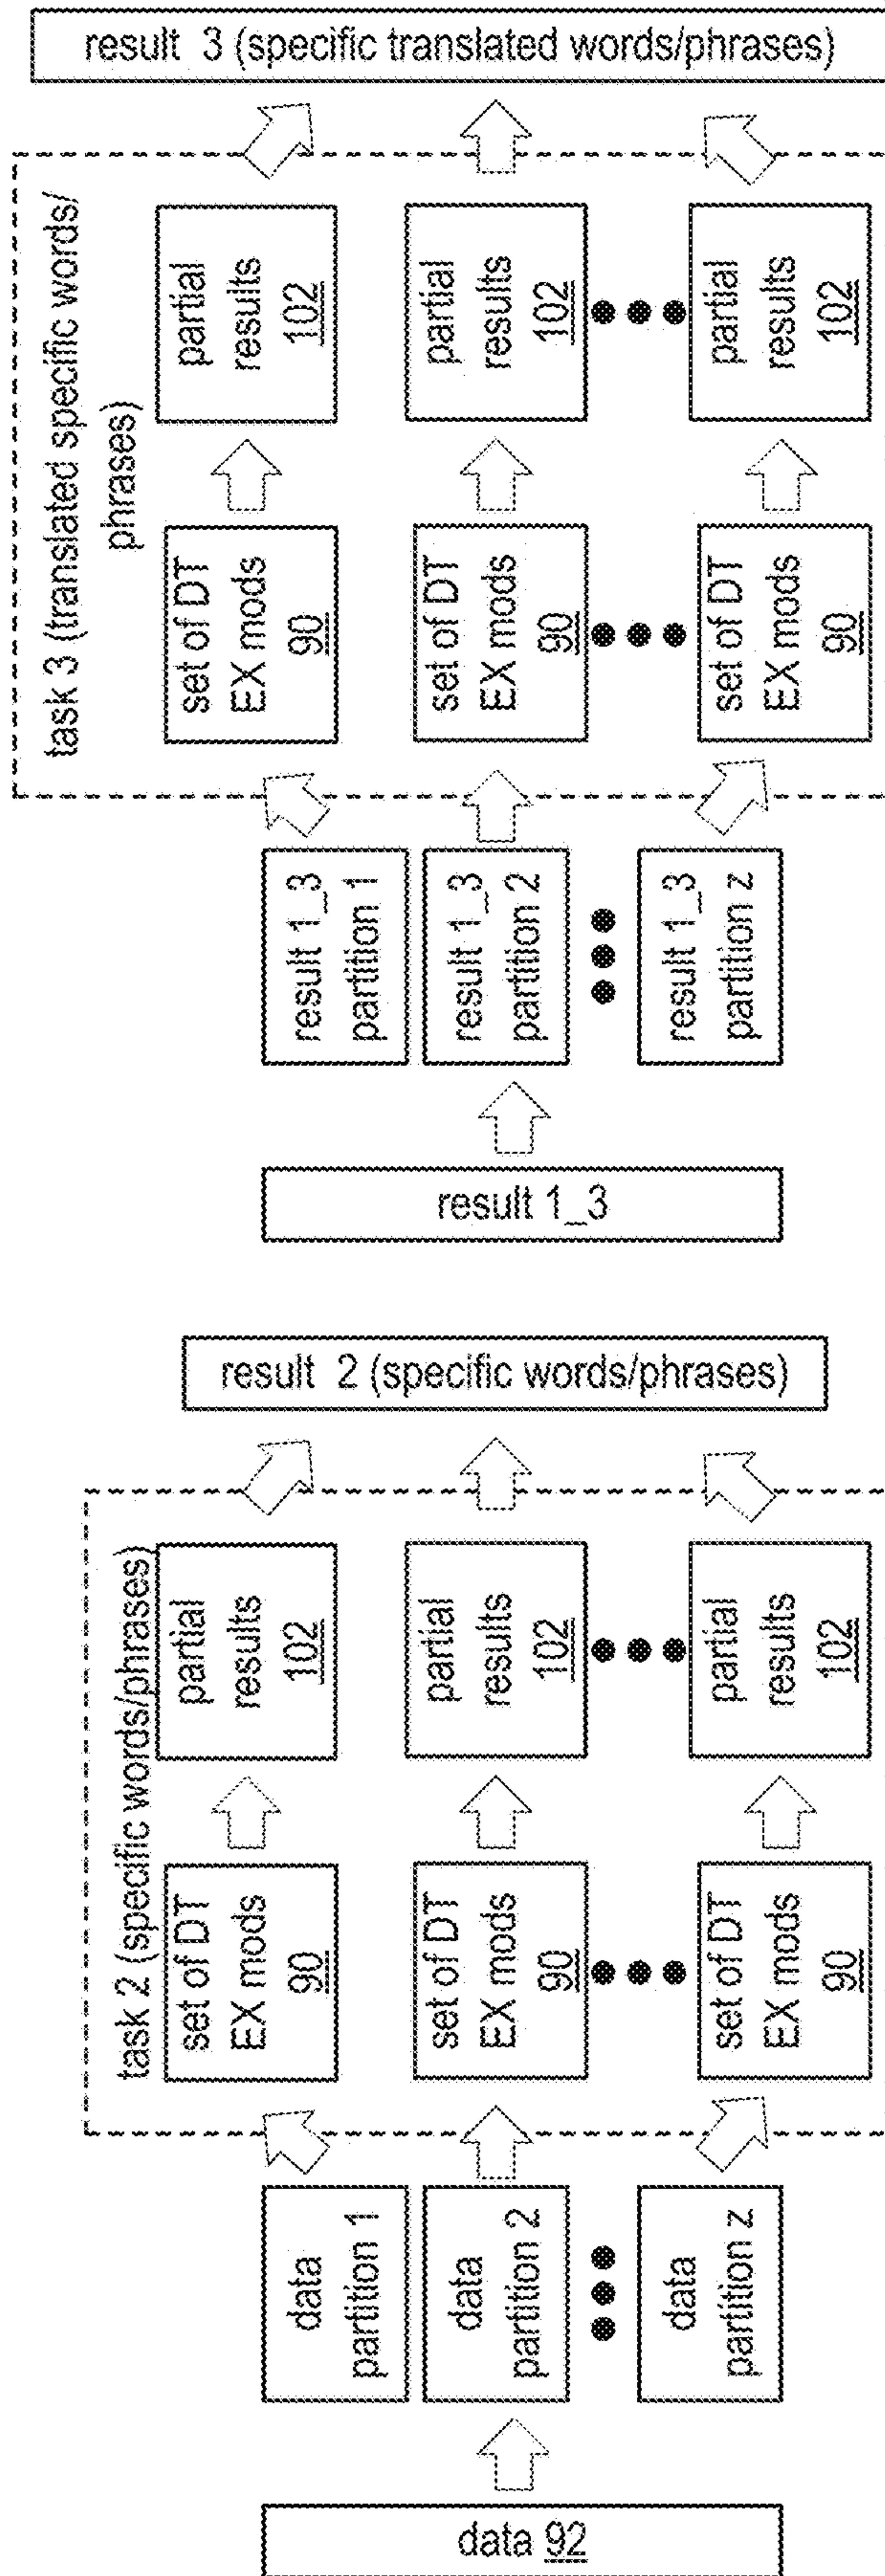 data 92
data
partition 1
data
partition 2
data
partition z
task 2 (specific words/phrases)
set of DT
EX mods
90
set of DT
EX mods
90
set of DT
EX mods
90
partial
results
102
partial
results
102
partial
results
102
result 2 (specific words/phrases)
result 1_3
result 1_3
partition 1
result 1_3
partition 2
result 1_3
partition z
task 3 (translated specific words/
phrases)
set of DT
EX mods
90
set of DT
EX mods
90
set of DT
EX mods
90
partial
results
102
partial
results
102
partial
results
102
result 3 (specific translated words/phrases)